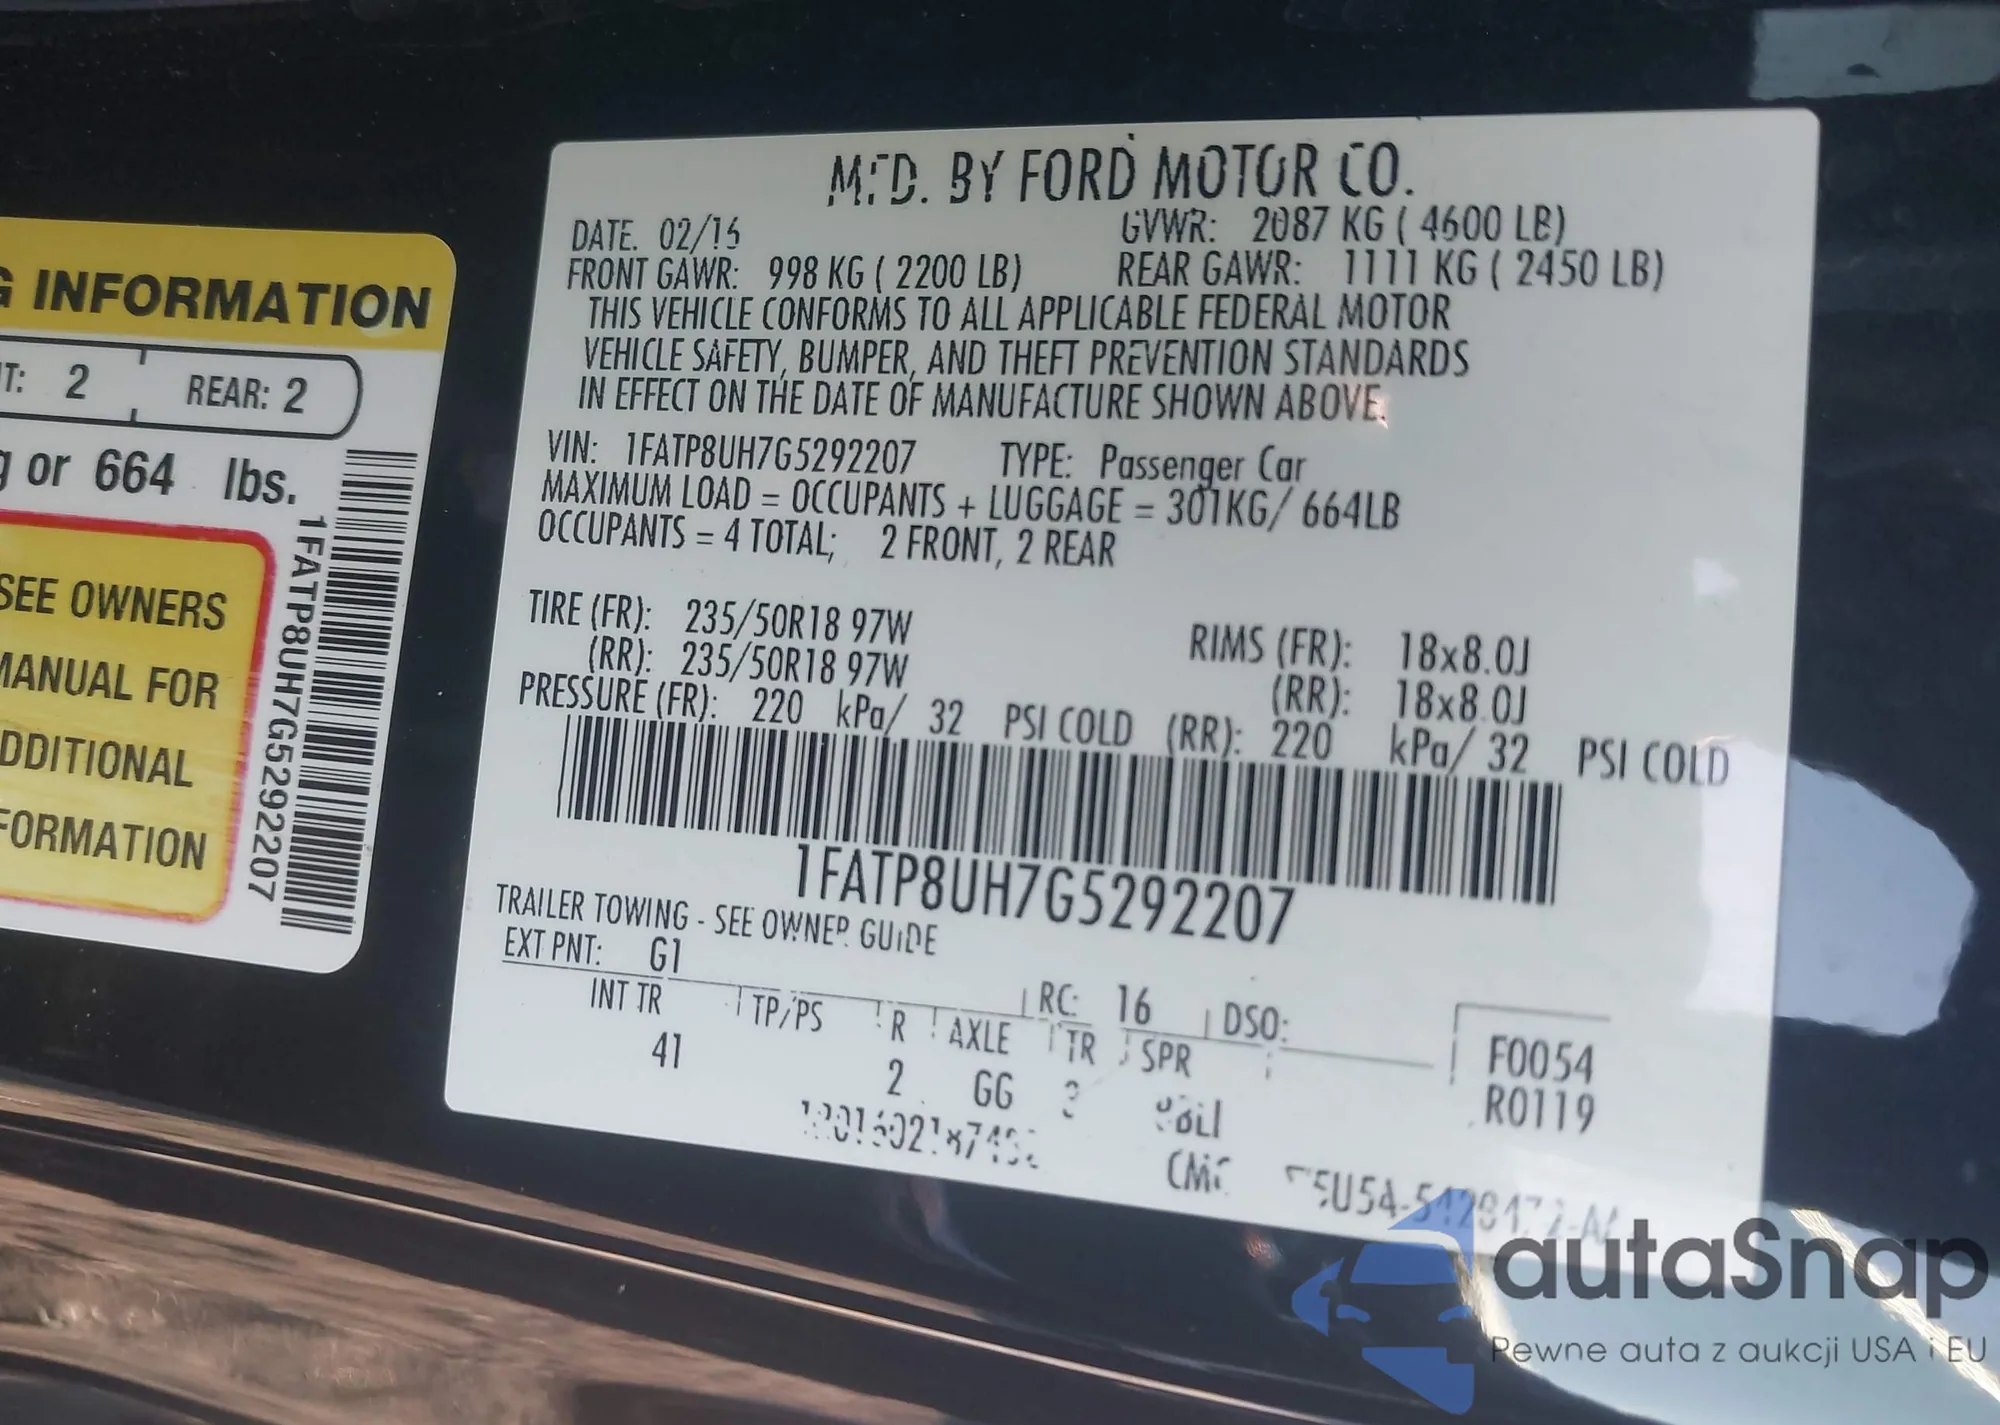 G INFORMATION
T: 2 REAR: 2
g or 664 lbs.
SEE OWNERS
MANUAL FOR
ADDITIONAL
INFORMATION
1FATP8UH7G5292207
MFD. BY FORD MOTOR CO.
DATE: 02/16 GVWR: 2087 KG ( 4600 LB)
FRONT GAWR: 998 KG ( 2200 LB) REAR GAWR: 1111 KG ( 2450 LB)
THIS VEHICLE CONFORMS TO ALL APPLICABLE FEDERAL MOTOR
VEHICLE SAFETY, BUMPER, AND THEFT PREVENTION STANDARDS
IN EFFECT ON THE DATE OF MANUFACTURE SHOWN ABOVE.
VIN: 1FATP8UH7G5292207 TYPE: Passenger Car
MAXIMUM LOAD = OCCUPANTS + LUGGAGE = 301KG/ 664LB
OCCUPANTS = 4 TOTAL; 2 FRONT, 2 REAR
TIRE (FR): 235/50R18 97W RIMS (FR): 18x8.0J
(RR): 235/50R18 97W (RR): 18x8.0J
PRESSURE (FR): 220 kPa/ 32 PSI COLD (RR): 220 kPa/ 32 PSI COLD
1FATP8UH7G5292207
TRAILER TOWING - SEE OWNER GUIDE
EXT PNT: G1 RC: 16 DSO:
INT TR TP/PS R AXLE TR SPR F0054
41 2 GG R0119
autaSnap
Pewne auta z aukcji USA i EU